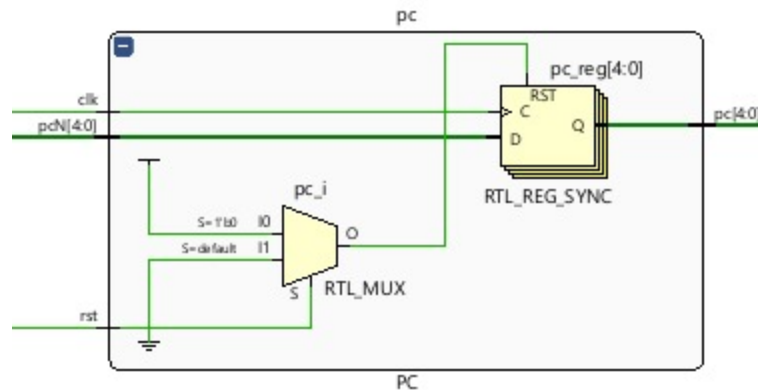 pc
pc_reg[4:0]
RST
clk
C
pcN[4:0]
D
Q
pc[4:0]
RTL_REG_SYNC
pc_i
S=1'b0
I0
S=default
I1
O
S
RTL_MUX
rst
PC